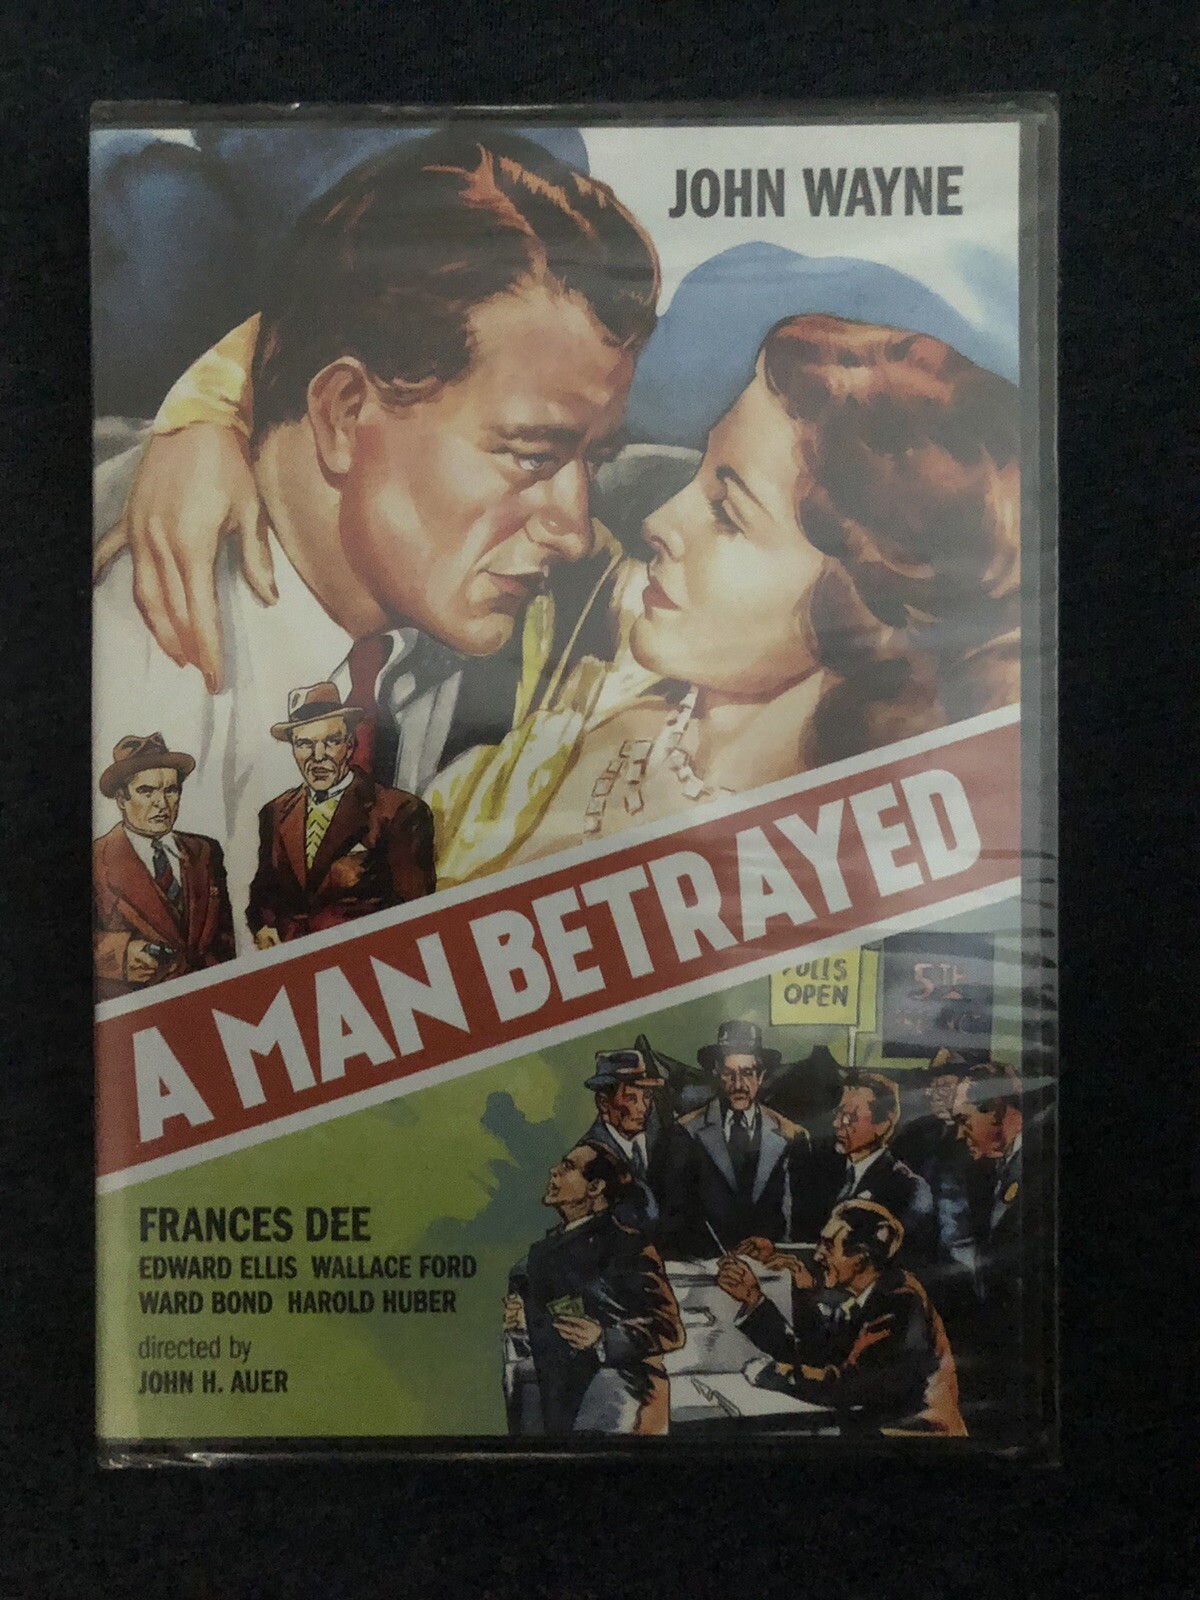 JOHN WAYNE
A MAN BETRAYED
POLLS
OPEN
5TH
FRANCES DEE
EDWARD ELLIS WALLACE FORD
WARD BOND HAROLD HUBER
directed by
JOHN H. AUER